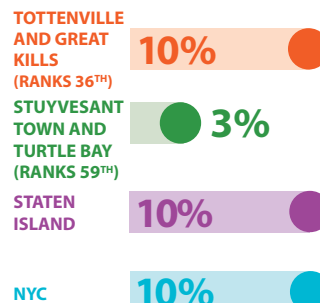 TOTTENVILLE
AND GREAT
KILLS
(RANKS 36TH)
10%
STUYVESANT
TOWN AND
TURTLE BAY
(RANKS 59TH)
3%
STATEN
ISLAND
10%
NYC
10%